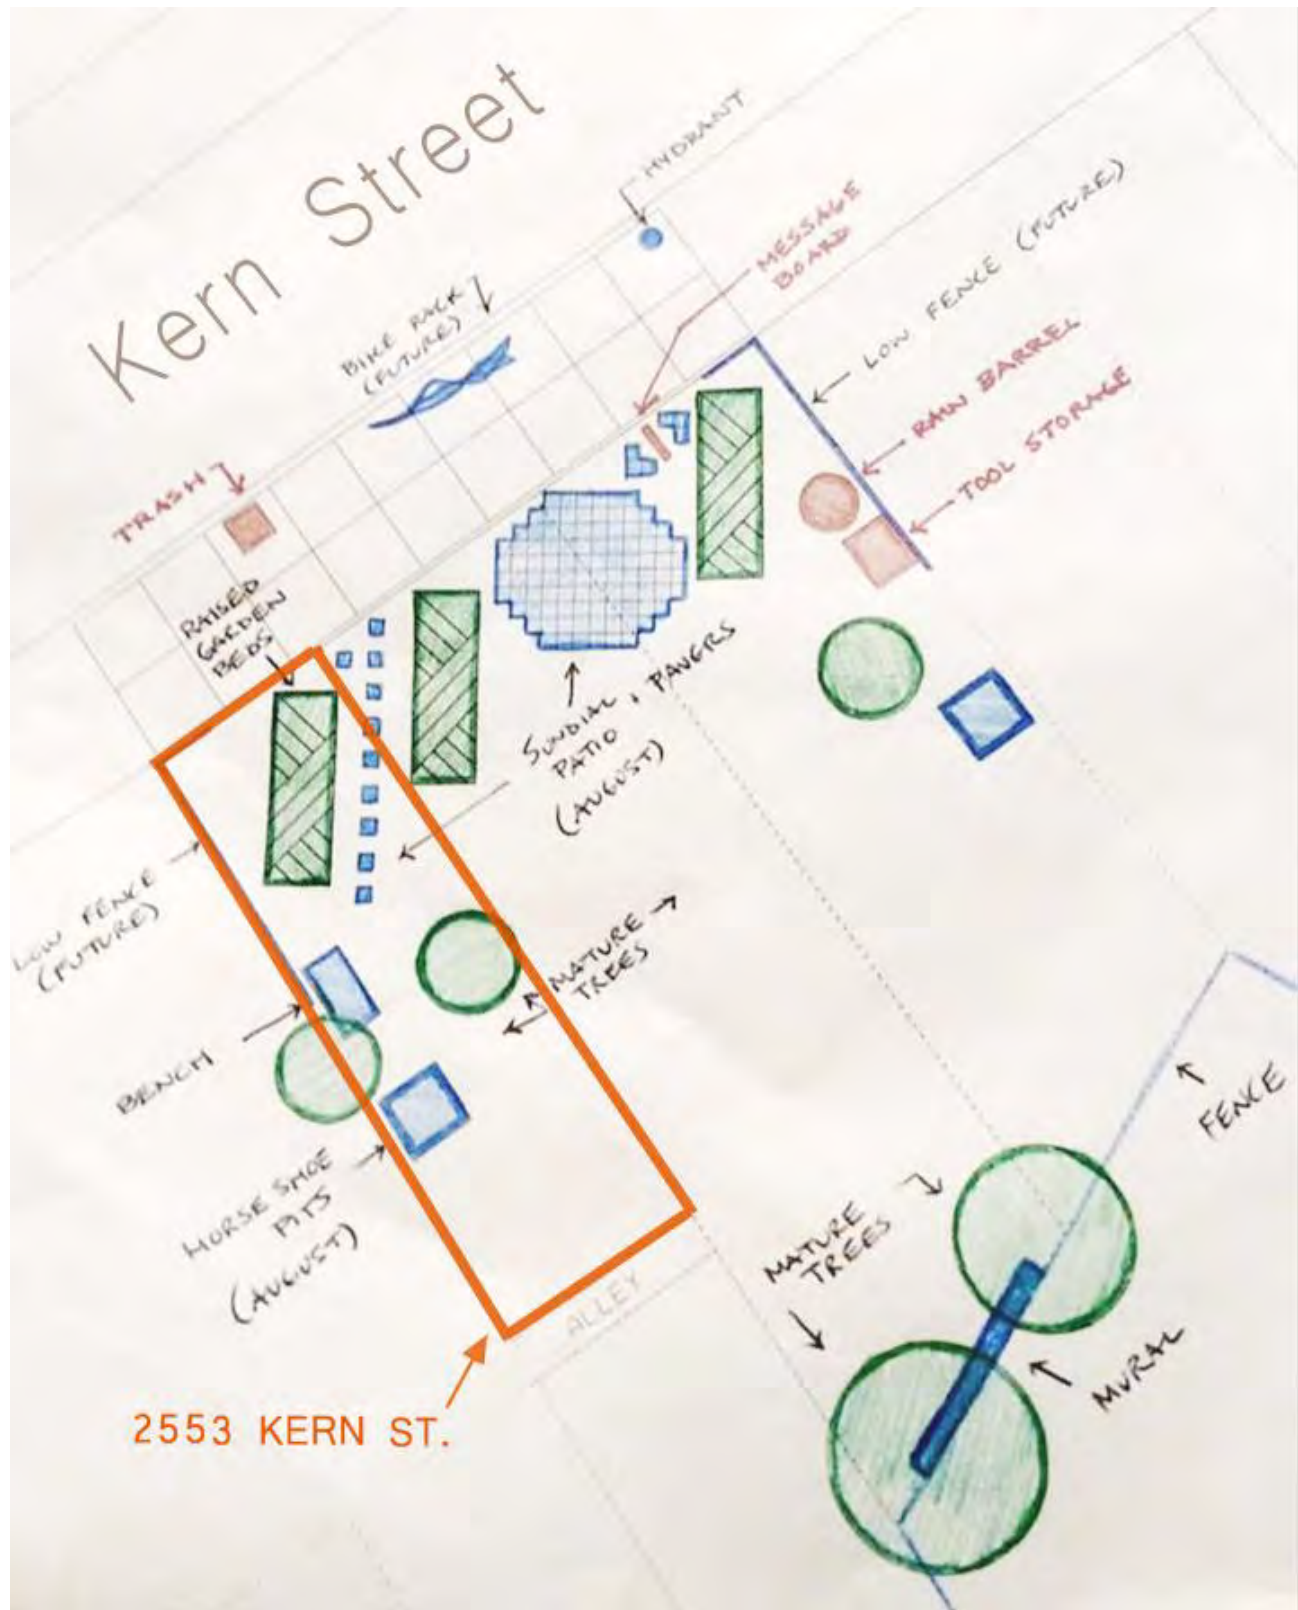 Kern Street
HYDRANT
MESSAGE
BOARD
BIKE RACK
(FUTURE)
LOW FENCE (FUTURE)
RAIN BARREL
TOOL STORAGE
TRASH
RAISED
GARDEN
BEDS
SUNDIAL + PAVERS
PATIO
(AUGUST)
LOW FENCE
(FUTURE)
MATURE
TREES
BENCH
FENCE
HORSE SHOE
PITS
(AUGUST)
MATURE
TREES
ALLEY
MURAL
2553 KERN ST.